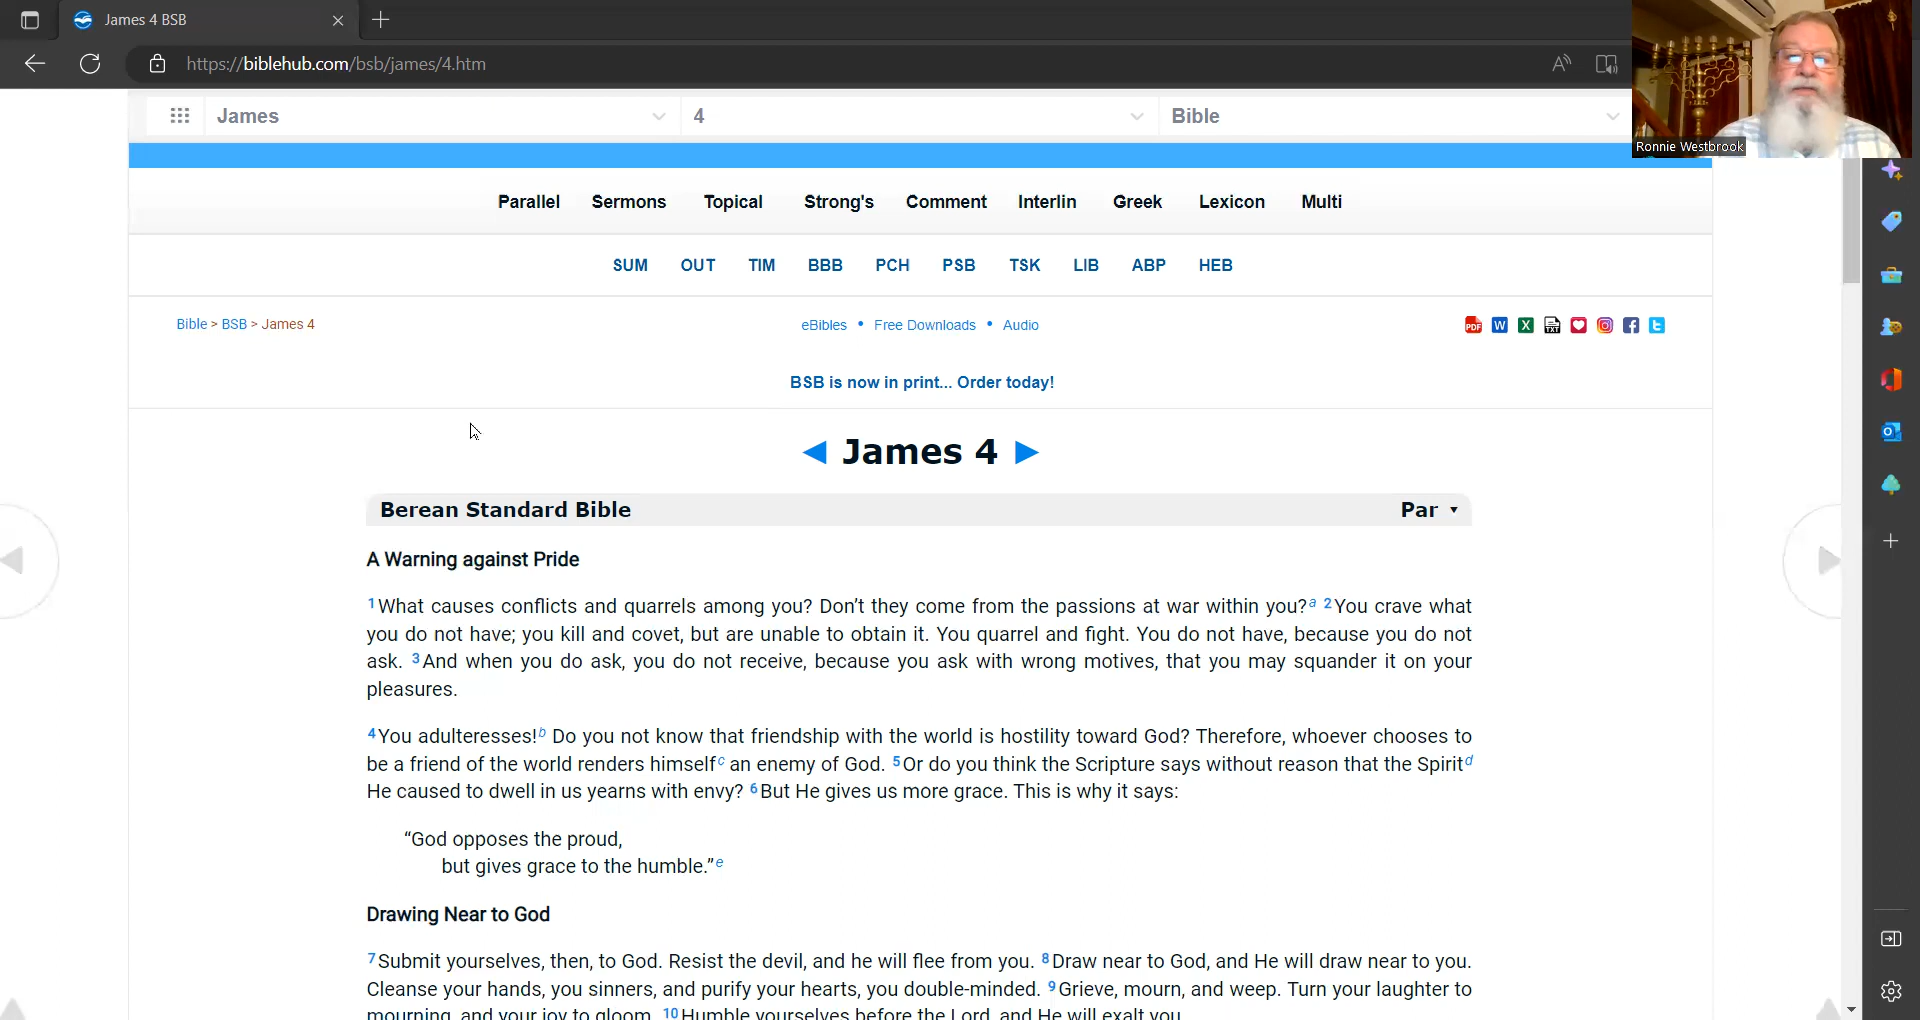 James 4 BSB
https://biblehub.com/bsb/james/4.htm
Ronnie Westbrook
James 4 Bible
Parallel Sermons Topical Strong's Comment Interlin Greek Lexicon Multi
SUM OUT TIM BBB PCH PSB TSK LIB ABP HEB
Bible > BSB > James 4
eBibles • Free Downloads • Audio
BSB is now in print... Order today!
◄ James 4 ►
Berean Standard Bible Par ▾
A Warning against Pride
1What causes conflicts and quarrels among you? Don’t they come from the passions at war within you?a 2You crave what
you do not have; you kill and covet, but are unable to obtain it. You quarrel and fight. You do not have, because you do not
ask. 3And when you do ask, you do not receive, because you ask with wrong motives, that you may squander it on your
pleasures.
4You adulteresses!b Do you not know that friendship with the world is hostility toward God? Therefore, whoever chooses to
be a friend of the world renders himselfc an enemy of God. 5Or do you think the Scripture says without reason that the Spiritd
He caused to dwell in us yearns with envy? 6But He gives us more grace. This is why it says:
“God opposes the proud,
but gives grace to the humble.”e
Drawing Near to God
7Submit yourselves, then, to God. Resist the devil, and he will flee from you. 8Draw near to God, and He will draw near to you.
Cleanse your hands, you sinners, and purify your hearts, you double-minded. 9Grieve, mourn, and weep. Turn your laughter to
mourning, and your joy to gloom. 10Humble yourselves before the Lord, and He will exalt you.